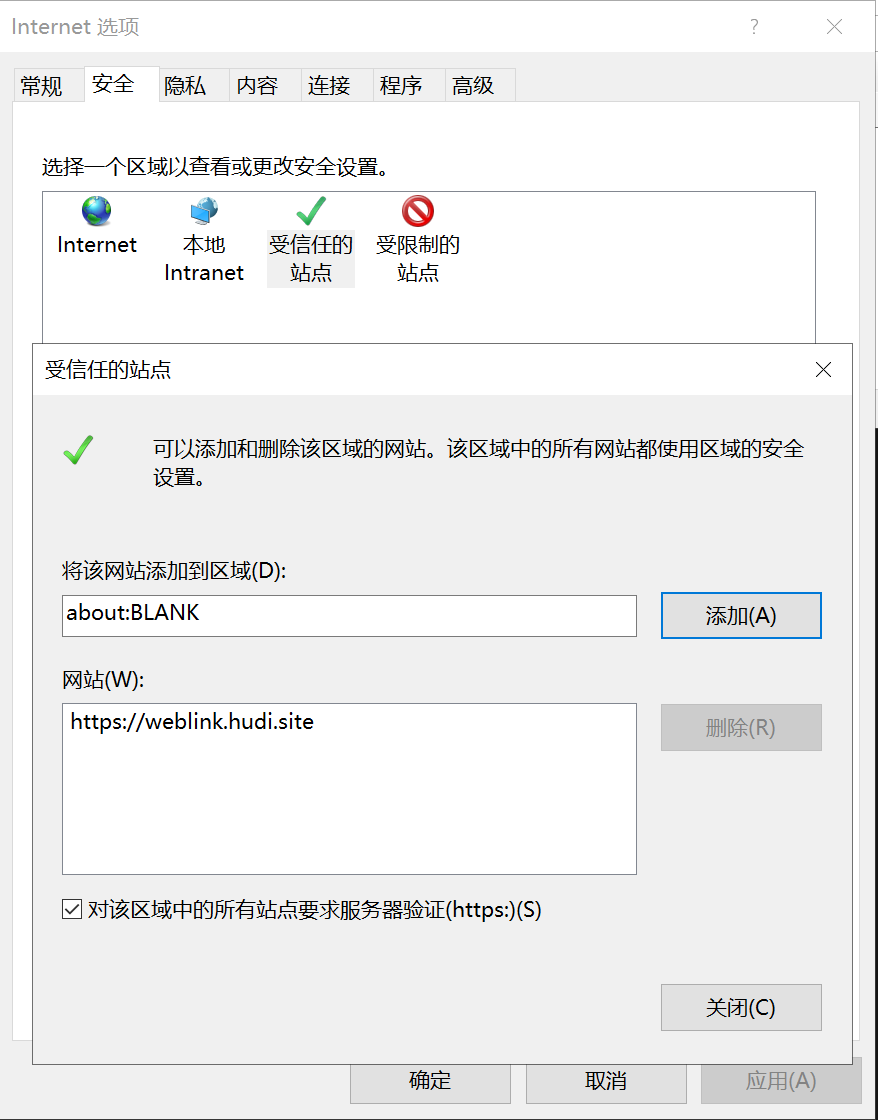 Internet 选项
?
常规 安全 隐私 内容 连接 程序 高级
选择一个区域以查看或更改安全设置。
Internet
本地
Intranet
受信任的
站点
受限制的
站点
受信任的站点
可以添加和删除该区域的网站。该区域中的所有网站都使用区域的安全
设置。
将该网站添加到区域(D):
about:BLANK
添加(A)
网站(W):
https://weblink.hudi.site
删除(R)
对该区域中的所有站点要求服务器验证(https:)(S)
关闭(C)
确定 取消 应用(A)